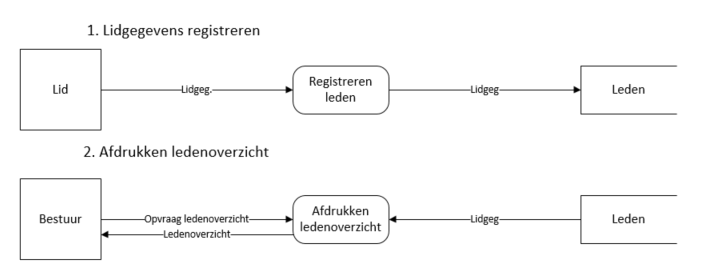 1. Lidgegevens registreren
Lid
Lidgeg.
Registreren
leden
Lidgeg
Leden
2. Afdrukken ledenoverzicht
Bestuur
Opvraag ledenoverzicht
Ledenoverzicht
Afdrukken
ledenoverzicht
Lidgeg
Leden